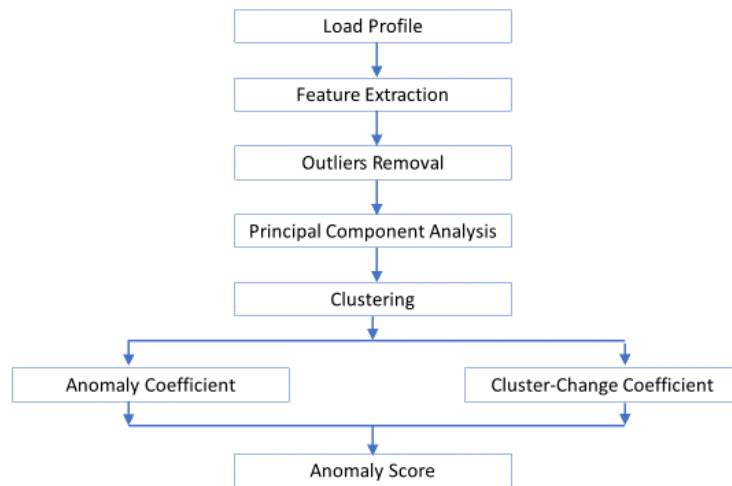 Load Profile
Feature Extraction
Outliers Removal
Principal Component Analysis
Clustering
Anomaly Coefficient
Cluster-Change Coefficient
Anomaly Score